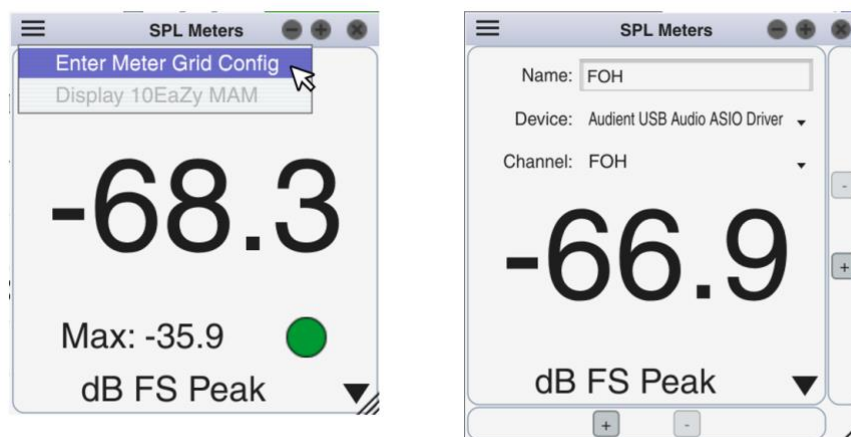 SPL Meters
Enter Meter Grid Config
Display 10EaZy MAM
-68.3
Max: -35.9
dB FS Peak
SPL Meters
Name: FOH
Device: Audient USB Audio ASIO Driver
Channel: FOH
-66.9
dB FS Peak
+ -
-
+